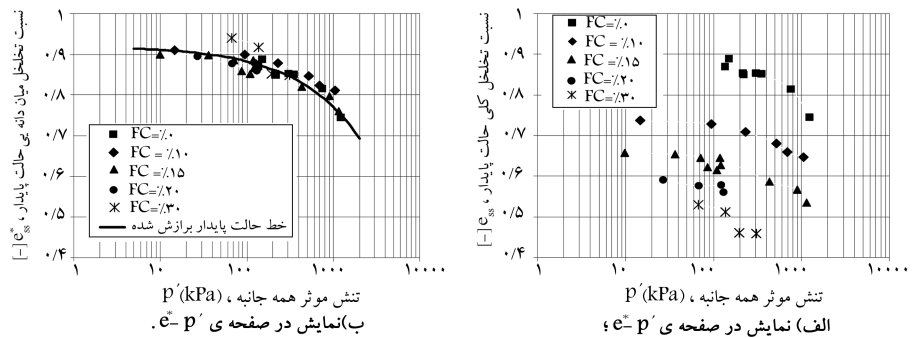 نسبت تخلخل کلی حالت پایدار، e_ss [-]
۱
۰/۹
۰/۸
۰/۷
۰/۶
۰/۵
۰/۴
FC=٪۰
FC = ٪۱۰
FC=٪۱۵
FC=٪۲۰
FC=٪۳۰
۱ ۱۰ ۱۰۰ ۱۰۰۰ ۱۰۰۰۰
تنش موثر همه جانبه ، p′(kPa)
الف) نمایش در صفحه ی e*– p′ ؛
نسبت تخلخل میان دانه یی حالت پایدار ، e*_ss [-]
۱
۰/۹
۰/۸
۰/۷
۰/۶
۰/۵
۰/۴
FC=٪۰
FC = ٪۱۰
FC=٪۱۵
FC=٪۲۰
FC=٪۳۰
خط حالت پایدار برازش شده
۱ ۱۰ ۱۰۰ ۱۰۰۰ ۱۰۰۰۰
تنش موثر همه جانبه ، p′(kPa)
ب)نمایش در صفحه ی e*– p′ .